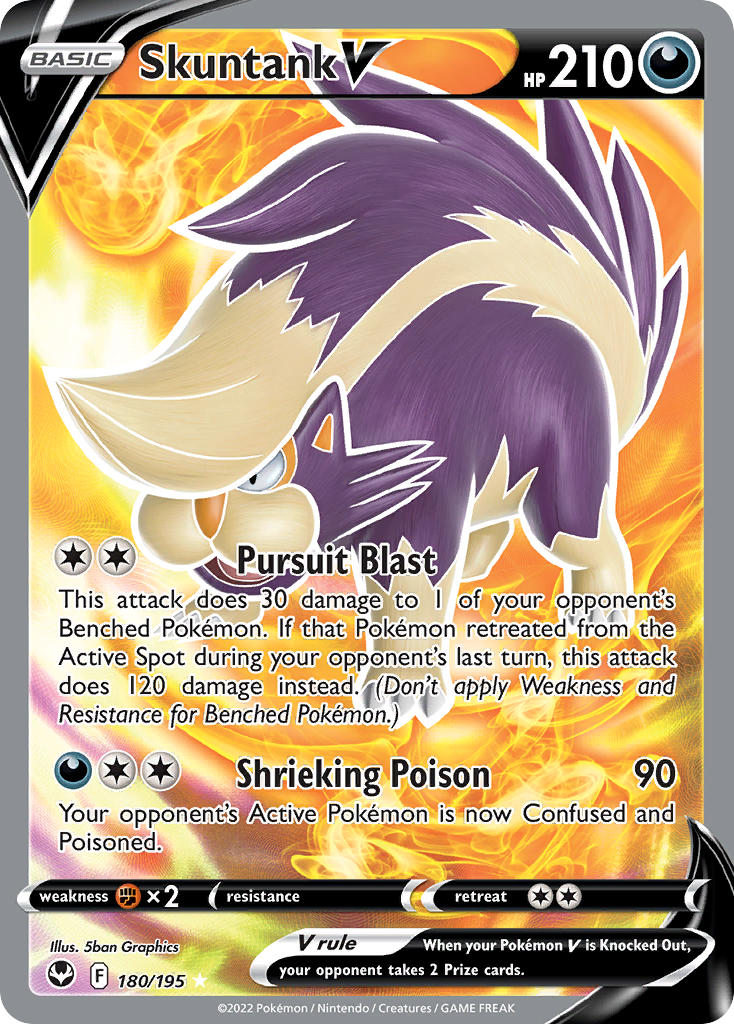 BASIC
Skuntank V
HP 210
Pursuit Blast
This attack does 30 damage to 1 of your opponent's
Benched Pokémon. If that Pokémon retreated from the
Active Spot during your opponent's last turn, this attack
does 120 damage instead. (Don't apply Weakness and
Resistance for Benched Pokémon.)
Shrieking Poison 90
Your opponent's Active Pokémon is now Confused and
Poisoned.
weakness ×2 resistance retreat
Illus. 5ban Graphics
V rule When your Pokémon V is Knocked Out,
your opponent takes 2 Prize cards.
F 180/195
©2022 Pokémon / Nintendo / Creatures / GAME FREAK